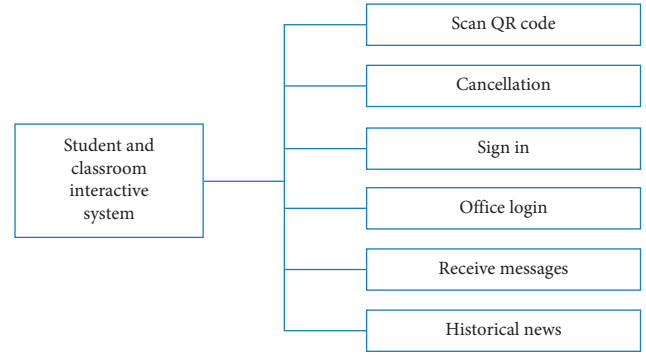 Student and
classroom
interactive
system
Scan QR code
Cancellation
Sign in
Office login
Receive messages
Historical news